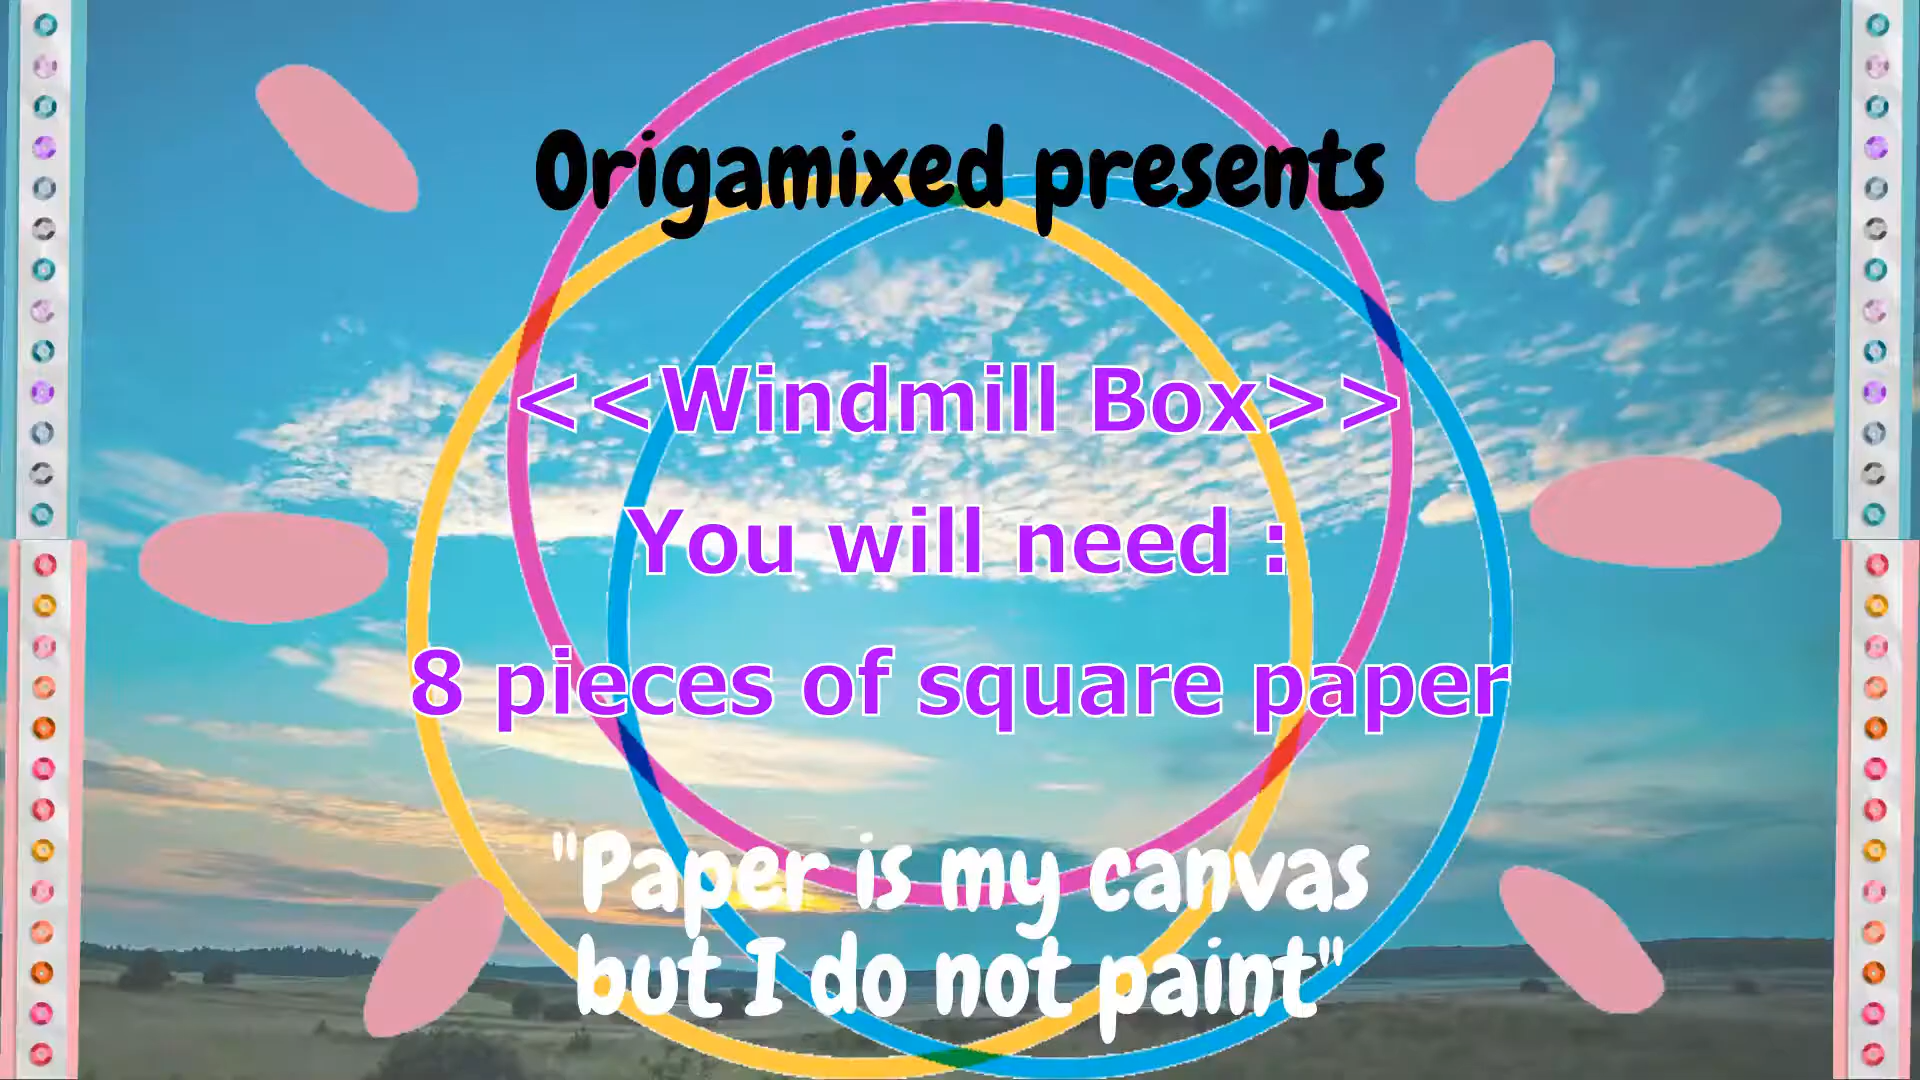 Origamixed presents
<<Windmill Box>>
You will need :
8 pieces of square paper
"Paper is my canvas
but I do not paint"